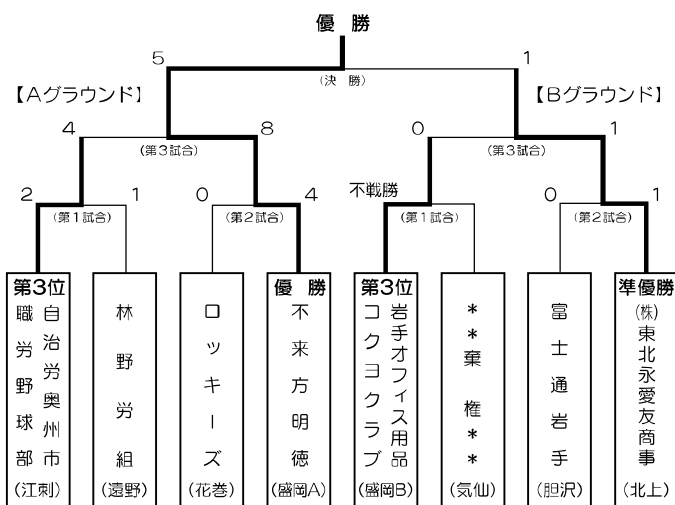 優 勝
5
1
(決 勝)
【Aグラウンド】
【Bグラウンド】
4
8
0
1
(第3試合)
(第3試合)
2
1
0
4
不戦勝
0
1
(第1試合)
(第2試合)
(第1試合)
(第2試合)
第3位
自治労奥州市
職労野球部
(江刺)
林野労組
(遠野)
ロッキーズ
(花巻)
優 勝
不来方明徳
(盛岡A)
第3位
岩手オフィス用品
コクヨクラブ
(盛岡B)
**棄権**
(気仙)
富士通岩手
(胆沢)
準優勝
(株)東北永愛友商事
(北上)